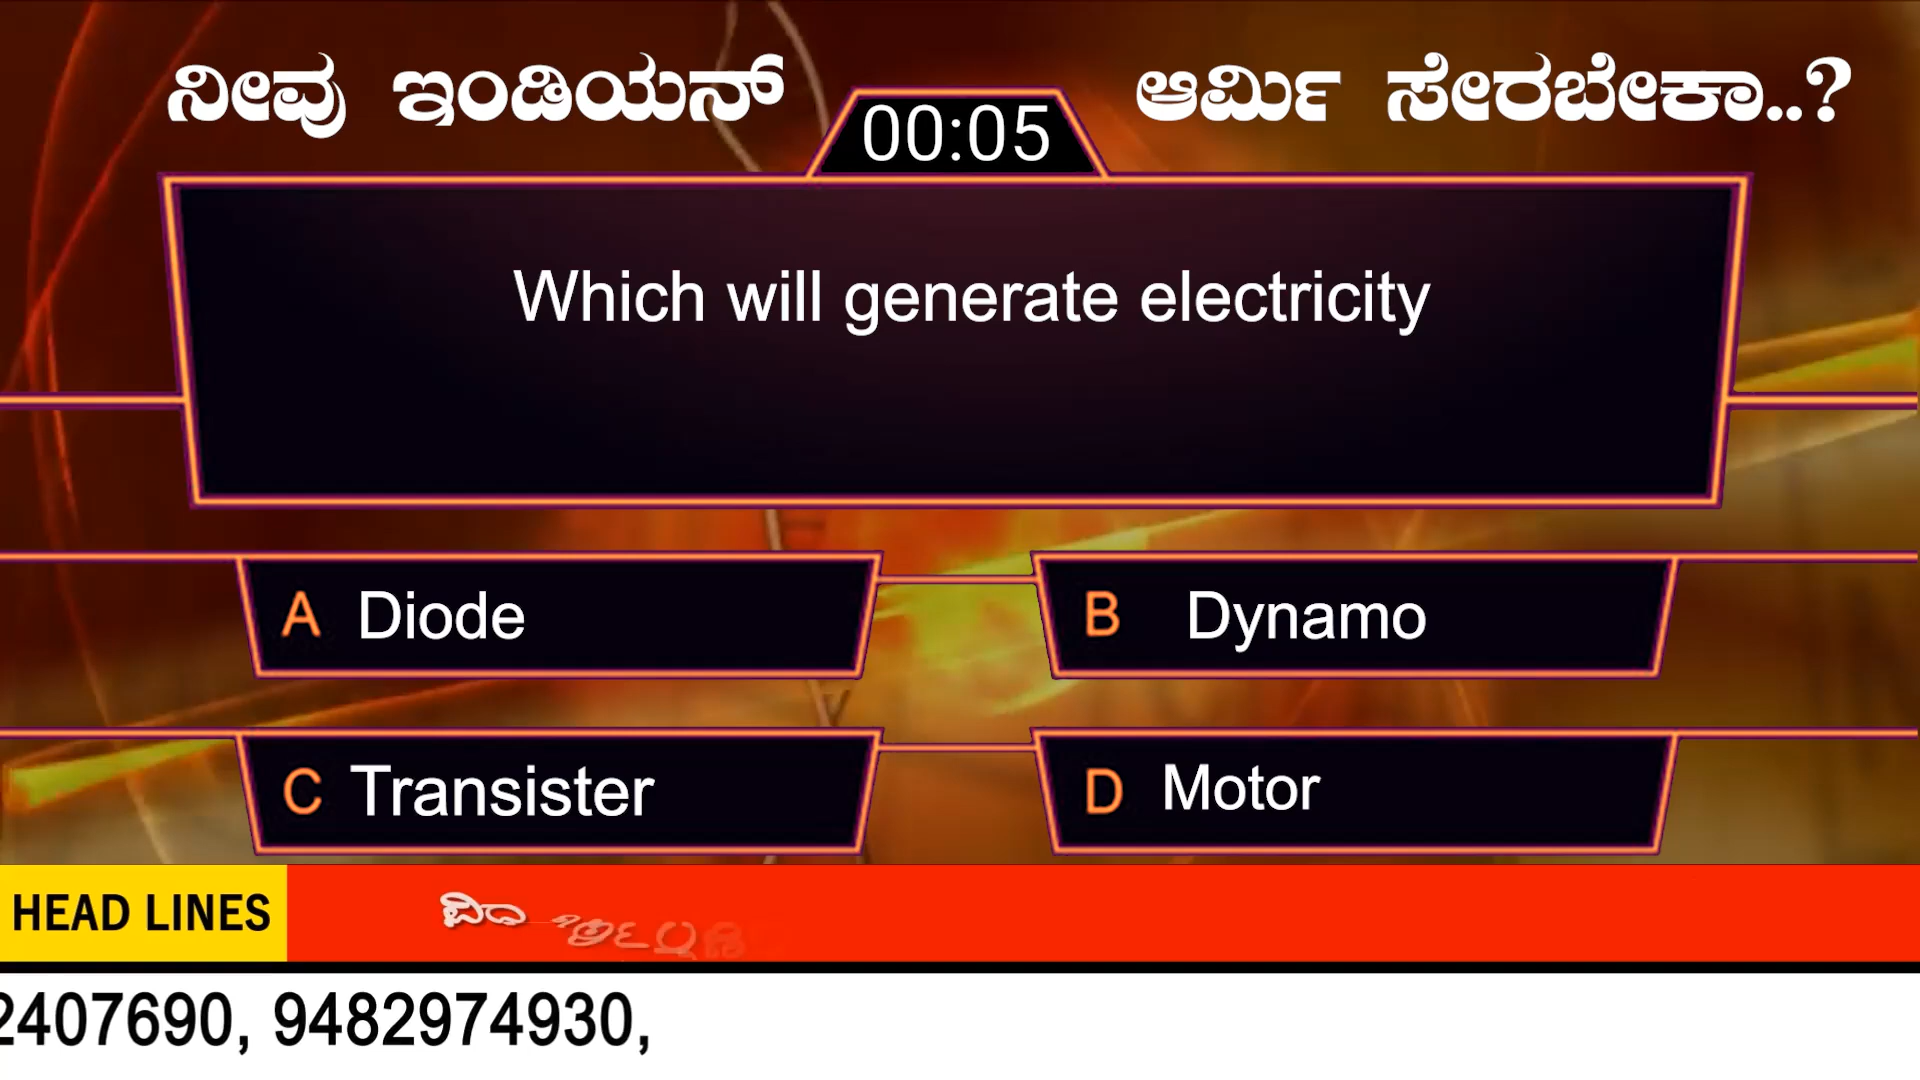 ನೀವು ಇಂಡಿಯನ್ ಆರ್ಮಿ ಸೇರಬೇಕಾ..?
00:05
Which will generate electricity
A Diode
B Dynamo
C Transister
D Motor
HEAD LINES
2407690, 9482974930,